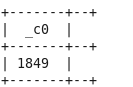 +-------+--+
|  _c0  |
+-------+--+
| 1849  |
+-------+--+